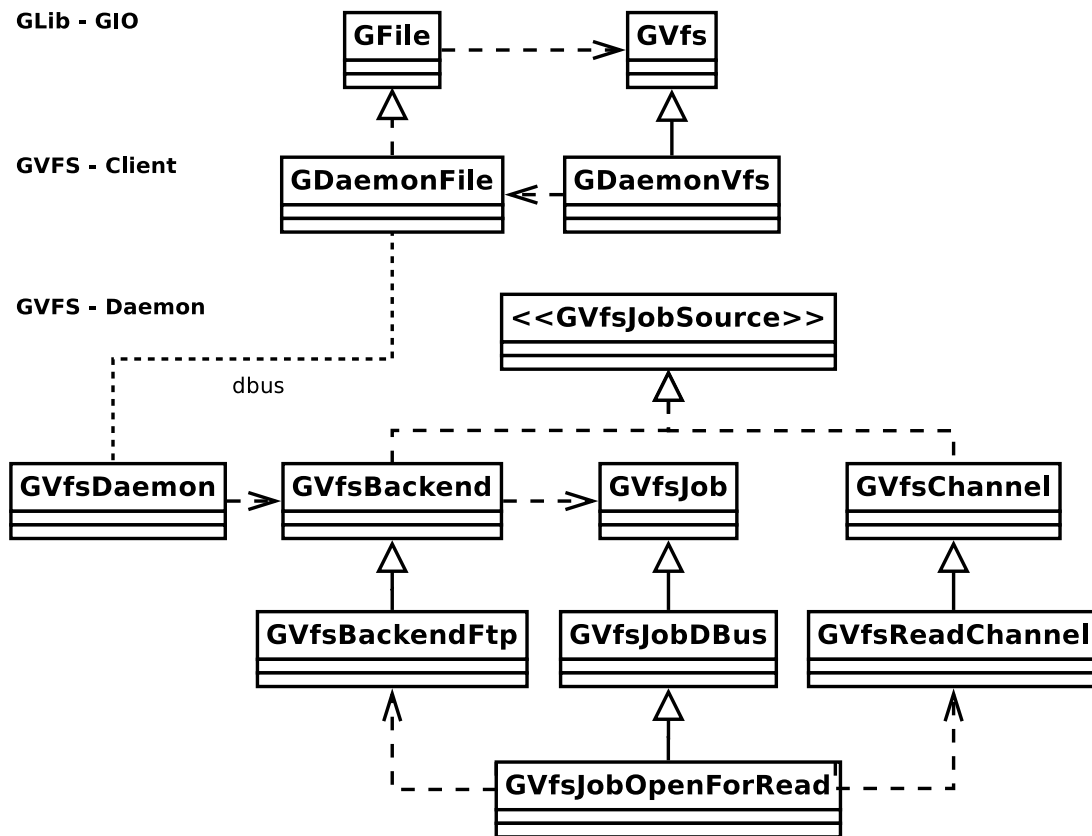 GLib - GIO
GFile
GVfs
GVFS - Client
GDaemonFile
GDaemonVfs
GVFS - Daemon
<<GVfsJobSource>>
dbus
GVfsDaemon
GVfsBackend
GVfsJob
GVfsChannel
GVfsBackendFtp
GVfsJobDBus
GVfsReadChannel
GVfsJobOpenForRead